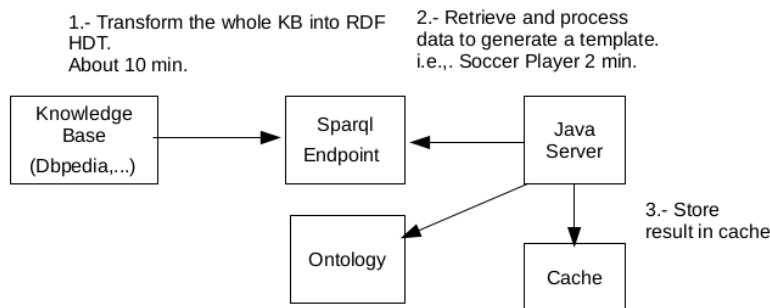 1.- Transform the whole KB into RDF
HDT.
About 10 min.
2.- Retrieve and process
data to generate a template.
i.e.,. Soccer Player 2 min.
Knowledge
Base
(Dbpedia,...)
Sparql
Endpoint
Java
Server
Ontology
3.- Store
result in cache
Cache